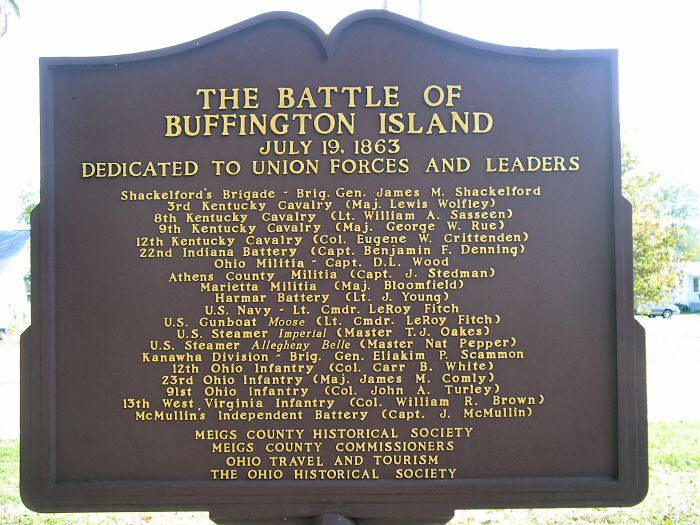 THE BATTLE OF
BUFFINGTON ISLAND
JULY 19, 1863
DEDICATED TO UNION FORCES AND LEADERS
Shackelford's Brigade - Brig. Gen. James M. Shackelford
3rd Kentucky Cavalry (Maj. Lewis Wolfley)
8th Kentucky Cavalry (Lt. William A. Sasseen)
9th Kentucky Cavalry (Maj. George W. Rue)
12th Kentucky Cavalry (Col. Eugene W. Crittenden)
22nd Indiana Battery (Capt. Benjamin F. Denning)
Ohio Militia - Capt. D.L. Wood
Athens County Militia (Capt. J. Stedman)
Marietta Militia (Maj. Bloomfield)
Harmar Battery (Lt. J. Young)
U.S. Navy - Lt. Cmdr. LeRoy Fitch
U.S. Gunboat Moose (Lt. Cmdr. LeRoy Fitch)
U.S. Steamer Imperial (Master T.J. Oakes)
U.S. Steamer Allegheny Belle (Master Nat Pepper)
Kanawha Division - Brig. Gen. Eliakim P. Scammon
12th Ohio Infantry (Col. Carr B. White)
23rd Ohio Infantry (Maj. James M. Comly)
91st Ohio Infantry (Col. John A. Turley)
13th West Virginia Infantry (Col. William R. Brown)
McMullin's Independent Battery (Capt. J. McMullin)
MEIGS COUNTY HISTORICAL SOCIETY
MEIGS COUNTY COMMISSIONERS
OHIO TRAVEL AND TOURISM
THE OHIO HISTORICAL SOCIETY